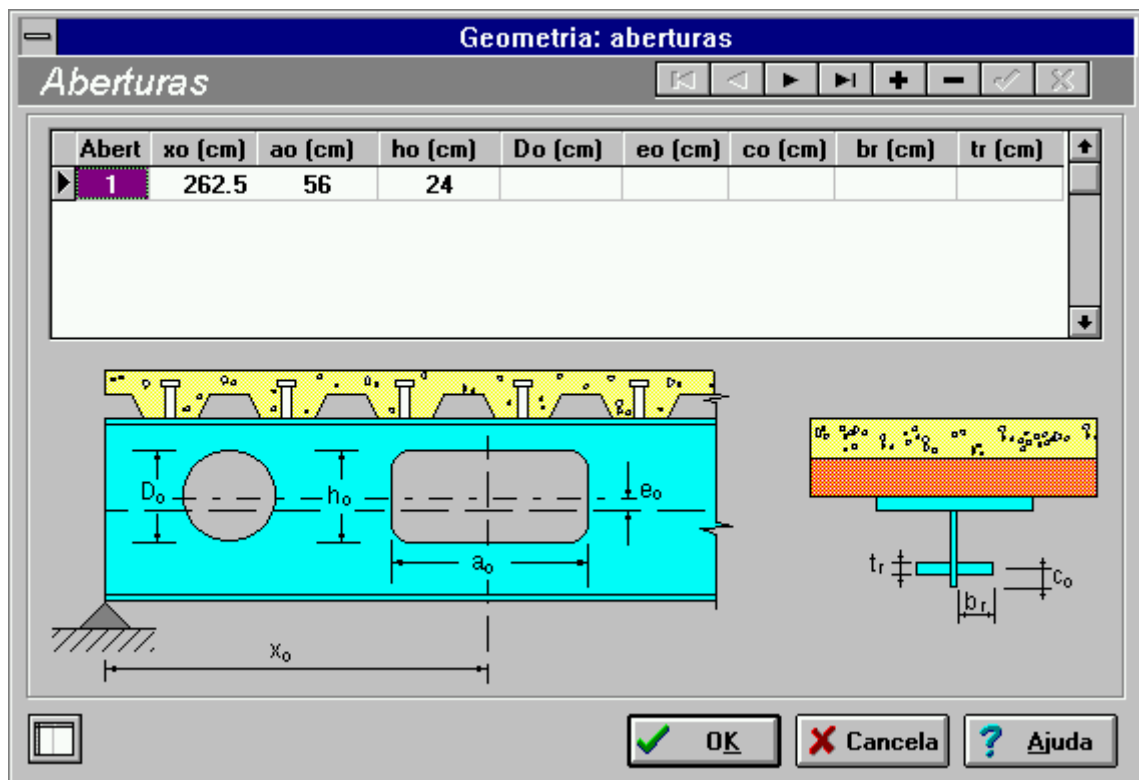 Geometria: aberturas
Aberturas
Abert xo (cm) ao (cm) ho (cm) Do (cm) eo (cm) co (cm) br (cm) tr (cm)
1 262.5 56 24
Do
ho
eo
ao
xo
tr
co
br
OK
Cancela
Ajuda